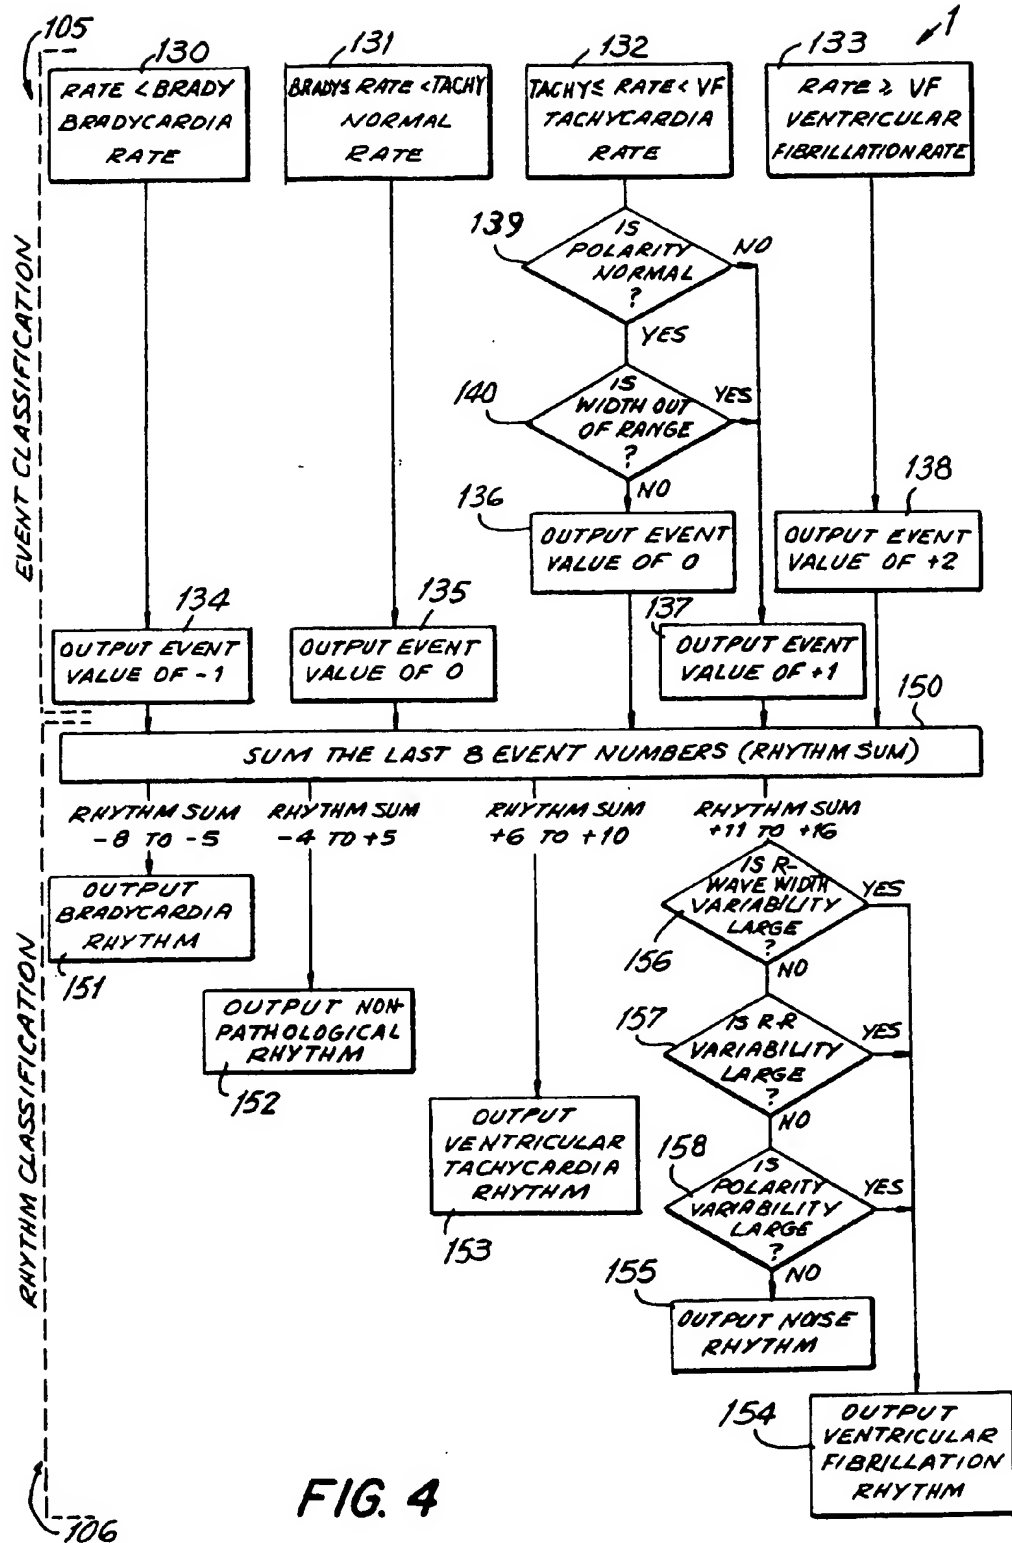 105
130
131
132
133
1
RATE < BRADY
BRADYCARDIA
RATE
BRADY ≤ RATE < TACHY
NORMAL
RATE
TACHY ≤ RATE < VF
TACHYCARDIA
RATE
RATE ≥ VF
VENTRICULAR
FIBRILLATION RATE
EVENT CLASSIFICATION
139
IS
POLARITY
NORMAL
?
NO
YES
140
IS
WIDTH OUT
OF RANGE
?
YES
NO
136
OUTPUT EVENT
VALUE OF 0
138
OUTPUT EVENT
VALUE OF +2
134
OUTPUT EVENT
VALUE OF -1
135
OUTPUT EVENT
VALUE OF 0
137
OUTPUT EVENT
VALUE OF +1
150
SUM THE LAST 8 EVENT NUMBERS (RHYTHM SUM)
RHYTHM SUM
-8 TO -5
RHYTHM SUM
-4 TO +5
RHYTHM SUM
+6 TO +10
RHYTHM SUM
+11 TO +16
RHYTHM CLASSIFICATION
OUTPUT
BRADYCARDIA
RHYTHM
151
OUTPUT NON-
PATHOLOGICAL
RHYTHM
152
OUTPUT
VENTRICULAR
TACHYCARDIA
RHYTHM
153
IS R-
WAVE WIDTH
VARIABILITY
LARGE
?
YES
156
NO
157
IS R-R
VARIABILITY
LARGE
?
YES
NO
158
IS
POLARITY
VARIABILITY
LARGE
?
YES
NO
155
OUTPUT NOISE
RHYTHM
154
OUTPUT
VENTRICULAR
FIBRILLATION
RHYTHM
106
FIG. 4